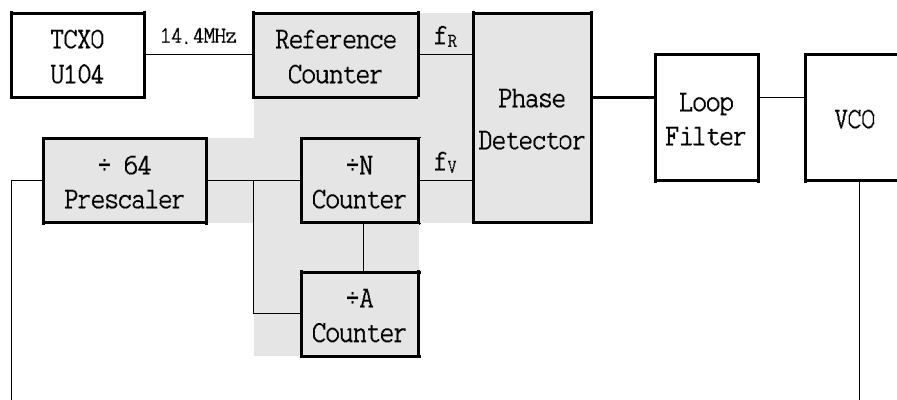 TCXO
U104
14.4MHz
Reference
Counter
fR
Phase
Detector
Loop
Filter
VCO
÷ 64
Prescaler
÷N
Counter
fV
÷A
Counter